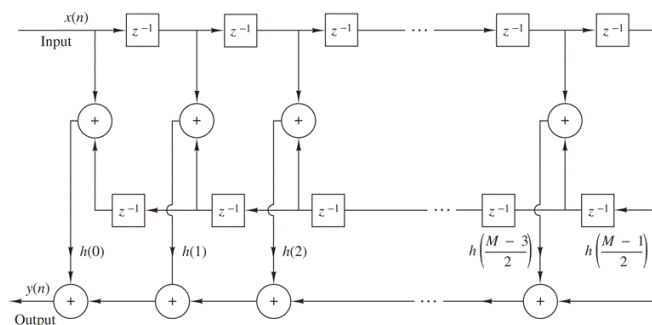 x(n)
Input
z⁻¹ z⁻¹ z⁻¹ ... z⁻¹ z⁻¹
+ + + +
z⁻¹ z⁻¹ z⁻¹ ... z⁻¹ z⁻¹
h(0) h(1) h(2) h((M − 3)/2) h((M − 1)/2)
y(n)
+ + + ... +
Output